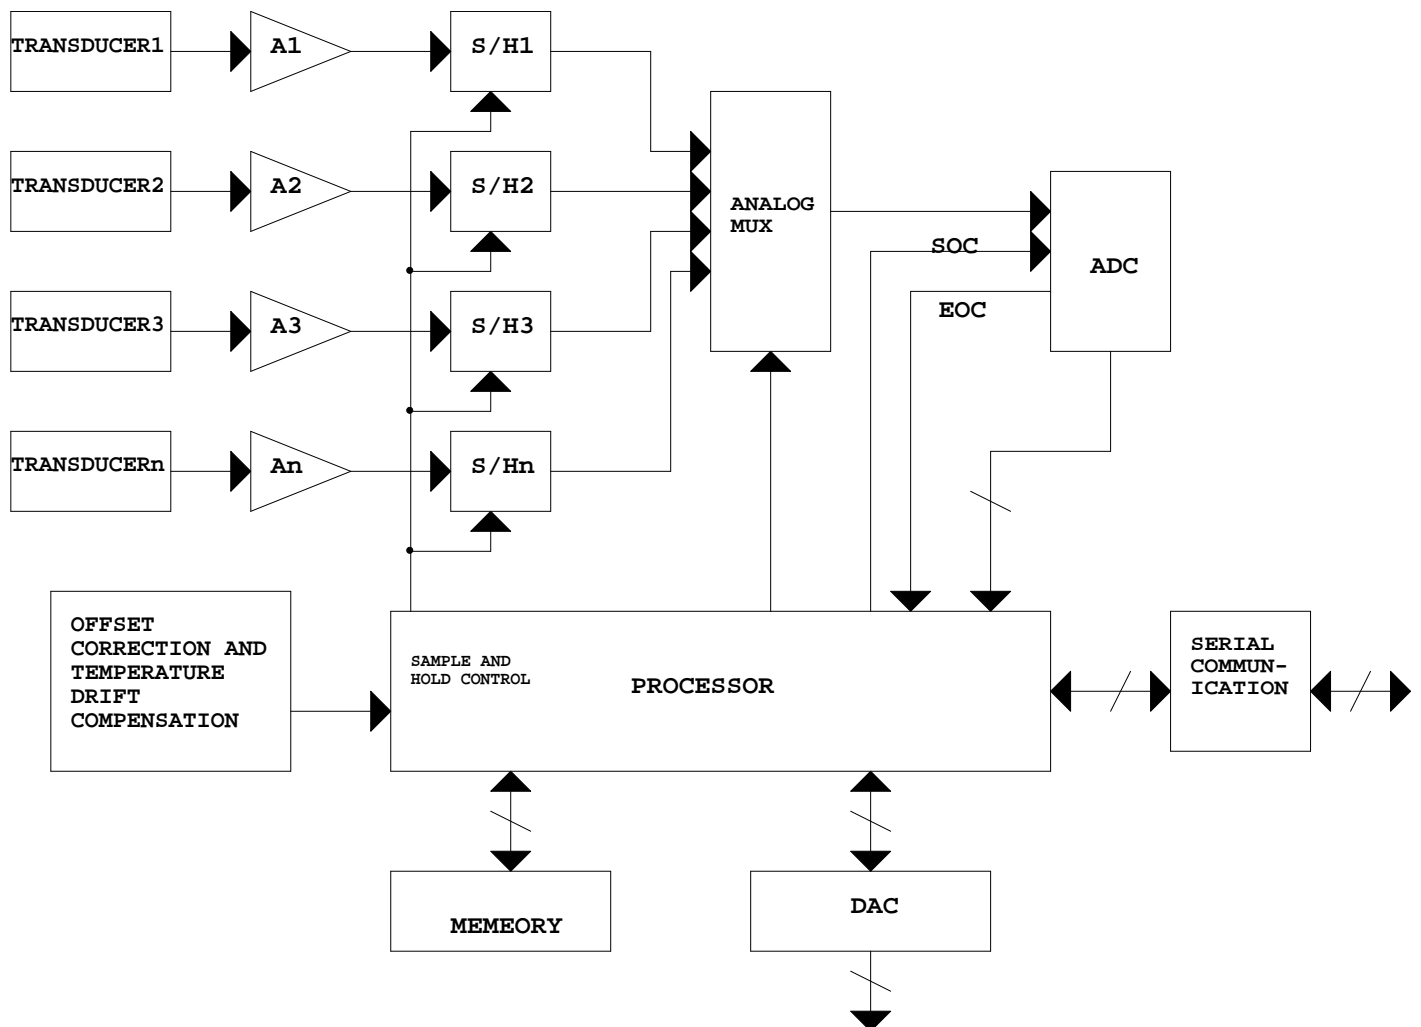 TRANSDUCER1
A1
S/H1
TRANSDUCER2
A2
S/H2
ANALOG
MUX
SOC
ADC
EOC
TRANSDUCER3
A3
S/H3
TRANSDUCERn
An
S/Hn
OFFSET
CORRECTION AND
TEMPERATURE
DRIFT
COMPENSATION
SAMPLE AND
HOLD CONTROL
PROCESSOR
SERIAL
COMMUN-
ICATION
MEMEORY
DAC